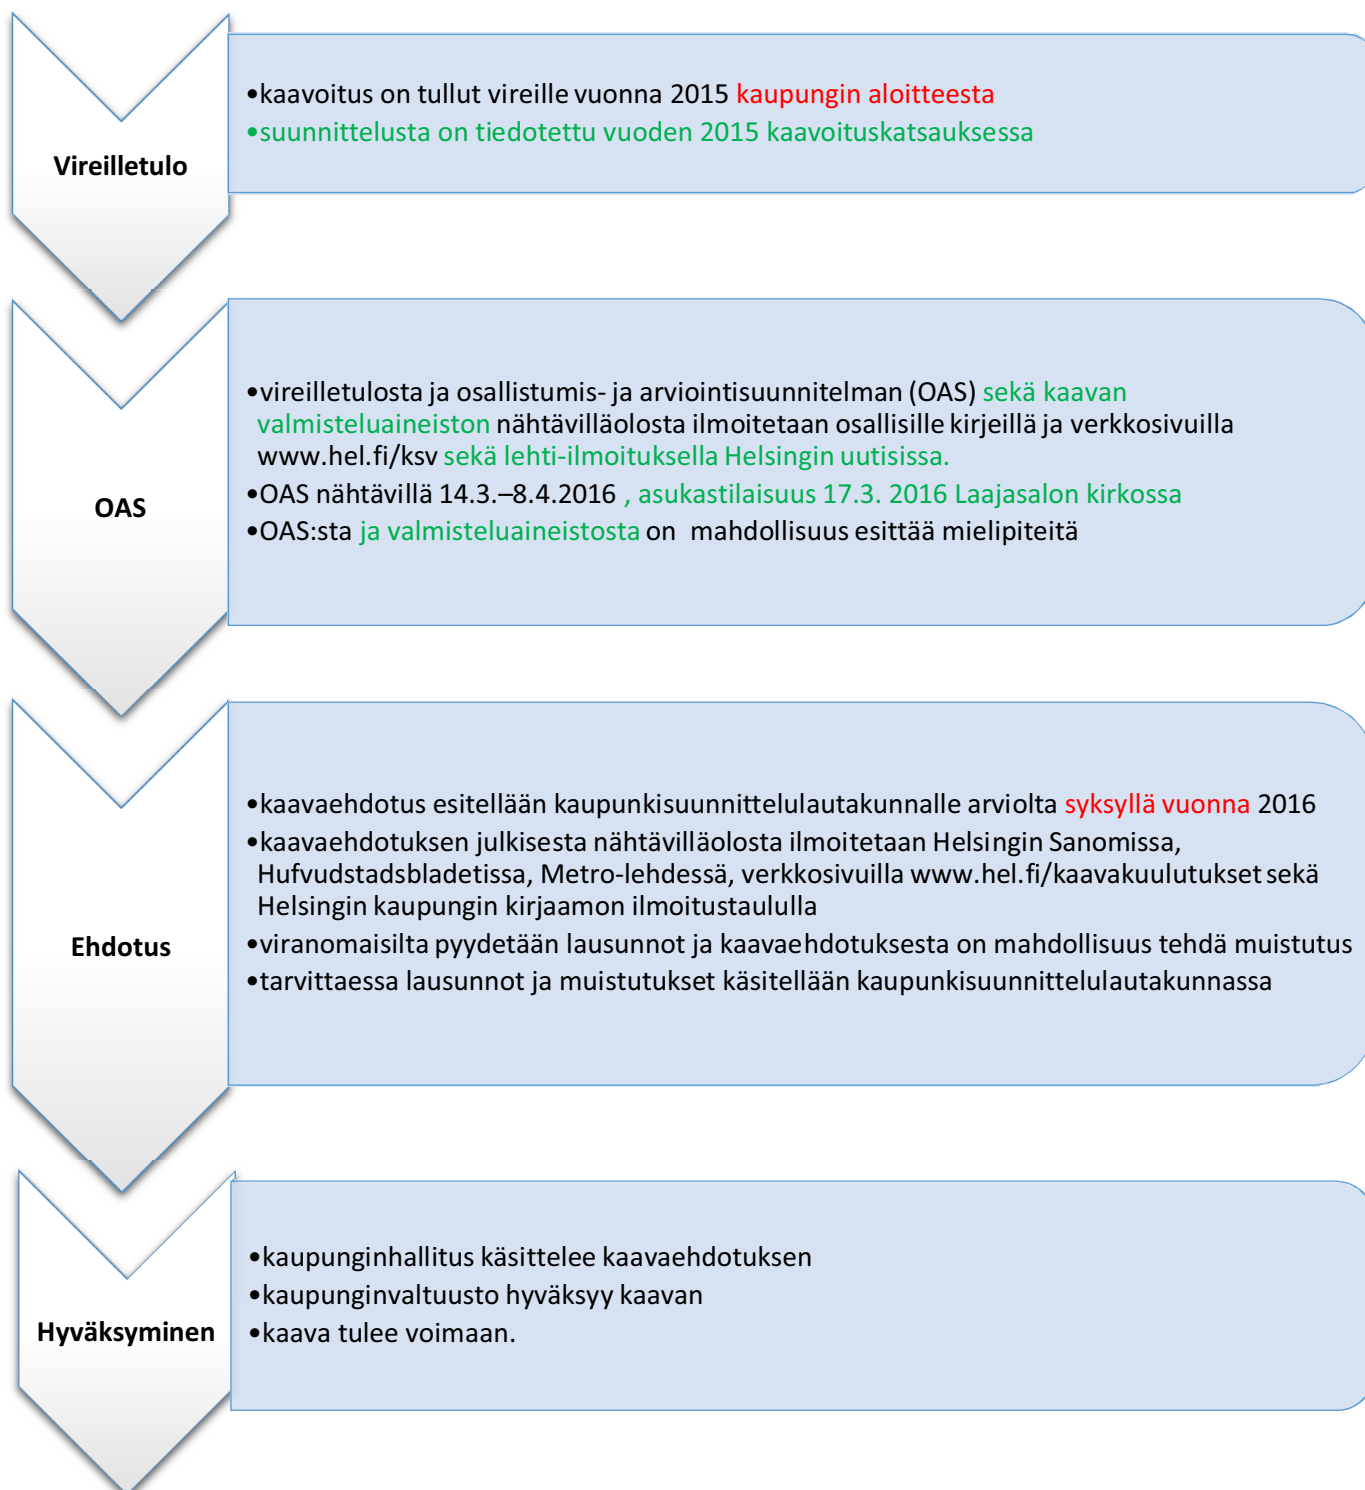 Vireilletulo
•kaavoitus on tullut vireille vuonna 2015 kaupungin aloitteesta
•suunnittelusta on tiedotettu vuoden 2015 kaavoituskatsauksessa
OAS
•vireilletulosta ja osallistumis- ja arviointisuunnitelman (OAS) sekä kaavan
valmisteluaineiston nähtävilläolosta ilmoitetaan osallisille kirjeillä ja verkkosivuilla
www.hel.fi/ksv sekä lehti-ilmoituksella Helsingin uutisissa.
•OAS nähtävillä 14.3.–8.4.2016 , asukastilaisuus 17.3. 2016 Laajasalon kirkossa
•OAS:sta ja valmisteluaineistosta on mahdollisuus esittää mielipiteitä
Ehdotus
•kaavaehdotus esitellään kaupunkisuunnittelulautakunnalle arviolta syksyllä vuonna 2016
•kaavaehdotuksen julkisesta nähtävilläolosta ilmoitetaan Helsingin Sanomissa,
Hufvudstadsbladetissa, Metro-lehdessä, verkkosivuilla www.hel.fi/kaavakuulutukset sekä
Helsingin kaupungin kirjaamon ilmoitustaululla
•viranomaisilta pyydetään lausunnot ja kaavaehdotuksesta on mahdollisuus tehdä muistutus
•tarvittaessa lausunnot ja muistutukset käsitellään kaupunkisuunnittelulautakunnassa
Hyväksyminen
•kaupunginhallitus käsittelee kaavaehdotuksen
•kaupunginvaltuusto hyväksyy kaavan
•kaava tulee voimaan.